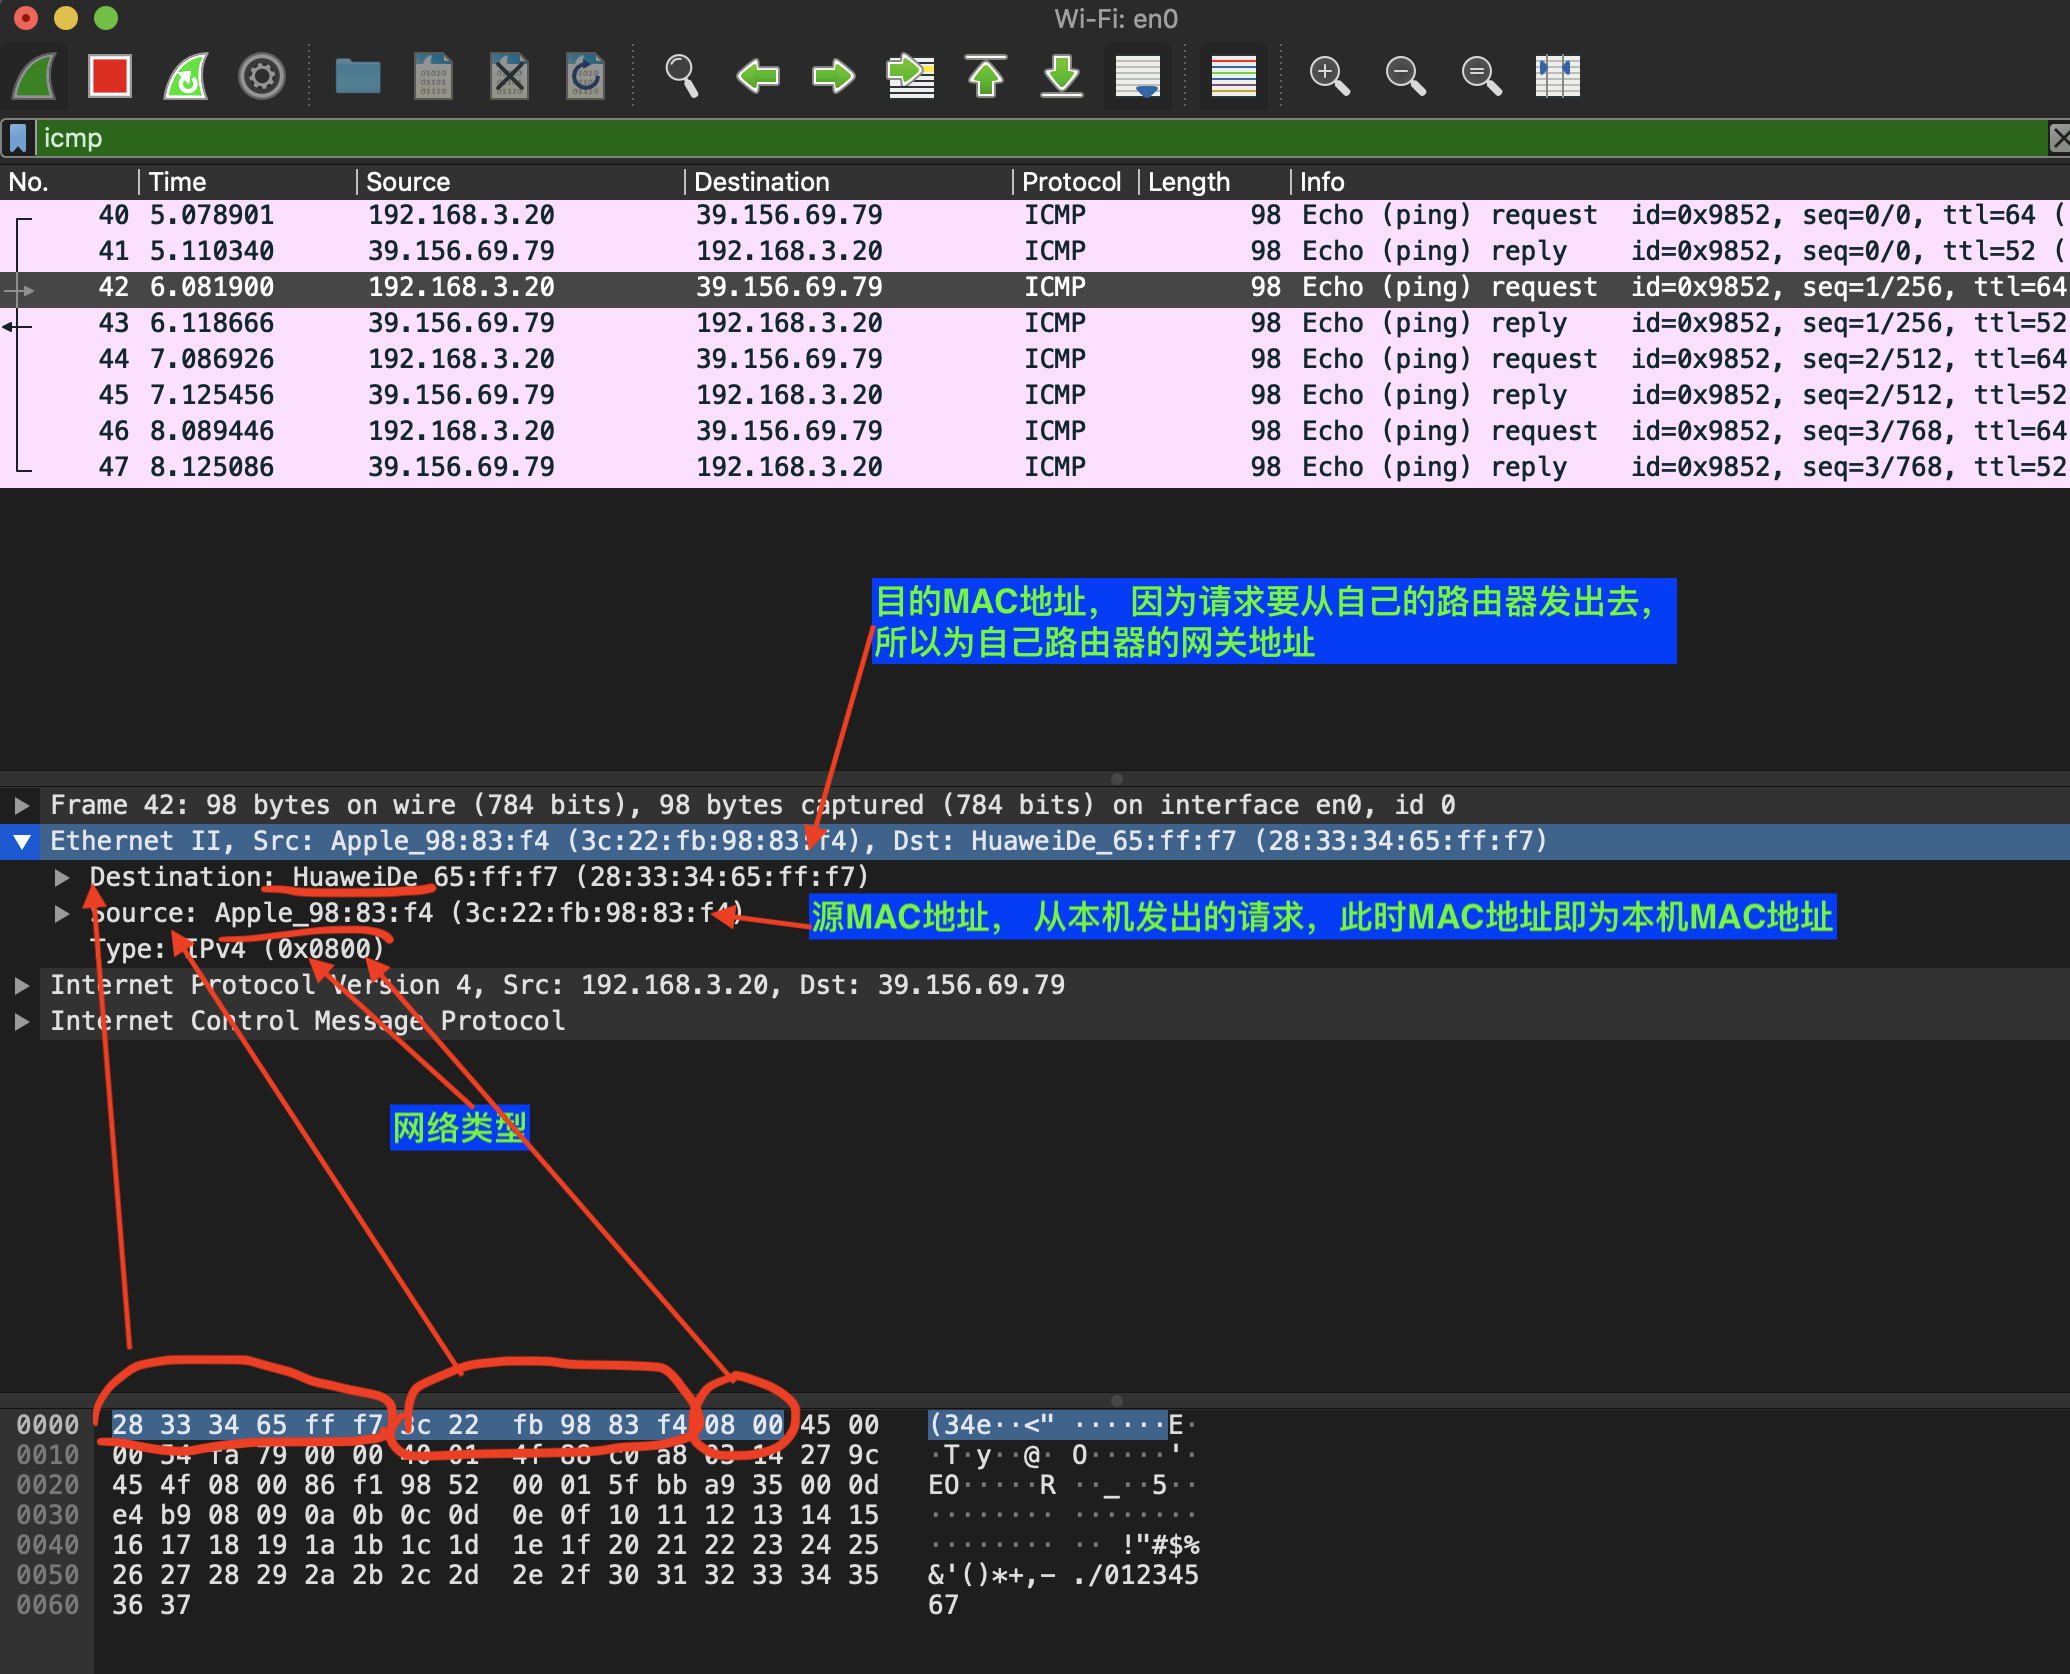 Wi-Fi: en0
icmp
No. Time Source Destination Protocol Length Info
40 5.078901 192.168.3.20 39.156.69.79 ICMP 98 Echo (ping) request id=0x9852, seq=0/0, ttl=64 (
41 5.110340 39.156.69.79 192.168.3.20 ICMP 98 Echo (ping) reply id=0x9852, seq=0/0, ttl=52 (
42 6.081900 192.168.3.20 39.156.69.79 ICMP 98 Echo (ping) request id=0x9852, seq=1/256, ttl=64
43 6.118666 39.156.69.79 192.168.3.20 ICMP 98 Echo (ping) reply id=0x9852, seq=1/256, ttl=52
44 7.086926 192.168.3.20 39.156.69.79 ICMP 98 Echo (ping) request id=0x9852, seq=2/512, ttl=64
45 7.125456 39.156.69.79 192.168.3.20 ICMP 98 Echo (ping) reply id=0x9852, seq=2/512, ttl=52
46 8.089446 192.168.3.20 39.156.69.79 ICMP 98 Echo (ping) request id=0x9852, seq=3/768, ttl=64
47 8.125086 39.156.69.79 192.168.3.20 ICMP 98 Echo (ping) reply id=0x9852, seq=3/768, ttl=52
目的MAC地址， 因为请求要从自己的路由器发出去，
所以为自己路由器的网关地址
Frame 42: 98 bytes on wire (784 bits), 98 bytes captured (784 bits) on interface en0, id 0
Ethernet II, Src: Apple_98:83:f4 (3c:22:fb:98:83:f4), Dst: HuaweiDe_65:ff:f7 (28:33:34:65:ff:f7)
Destination: HuaweiDe_65:ff:f7 (28:33:34:65:ff:f7)
Source: Apple_98:83:f4 (3c:22:fb:98:83:f4)
源MAC地址， 从本机发出的请求，此时MAC地址即为本机MAC地址
Type: IPv4 (0x0800)
Internet Protocol Version 4, Src: 192.168.3.20, Dst: 39.156.69.79
Internet Control Message Protocol
网络类型
0000 28 33 34 65 ff f7 3c 22 fb 98 83 f4 08 00 45 00 (34e··<" ······E·
0010 00 54 fa 79 00 00 40 01 4f 88 c0 a8 03 14 27 9c ·T·y··@· O·····'·
0020 45 4f 08 00 86 f1 98 52 00 01 5f bb a9 35 00 0d EO·····R ··_··5··
0030 e4 b9 08 09 0a 0b 0c 0d 0e 0f 10 11 12 13 14 15 ········ ········
0040 16 17 18 19 1a 1b 1c 1d 1e 1f 20 21 22 23 24 25 ········ ·· !"#$%
0050 26 27 28 29 2a 2b 2c 2d 2e 2f 30 31 32 33 34 35 &'()*+,- ./012345
0060 36 37 67